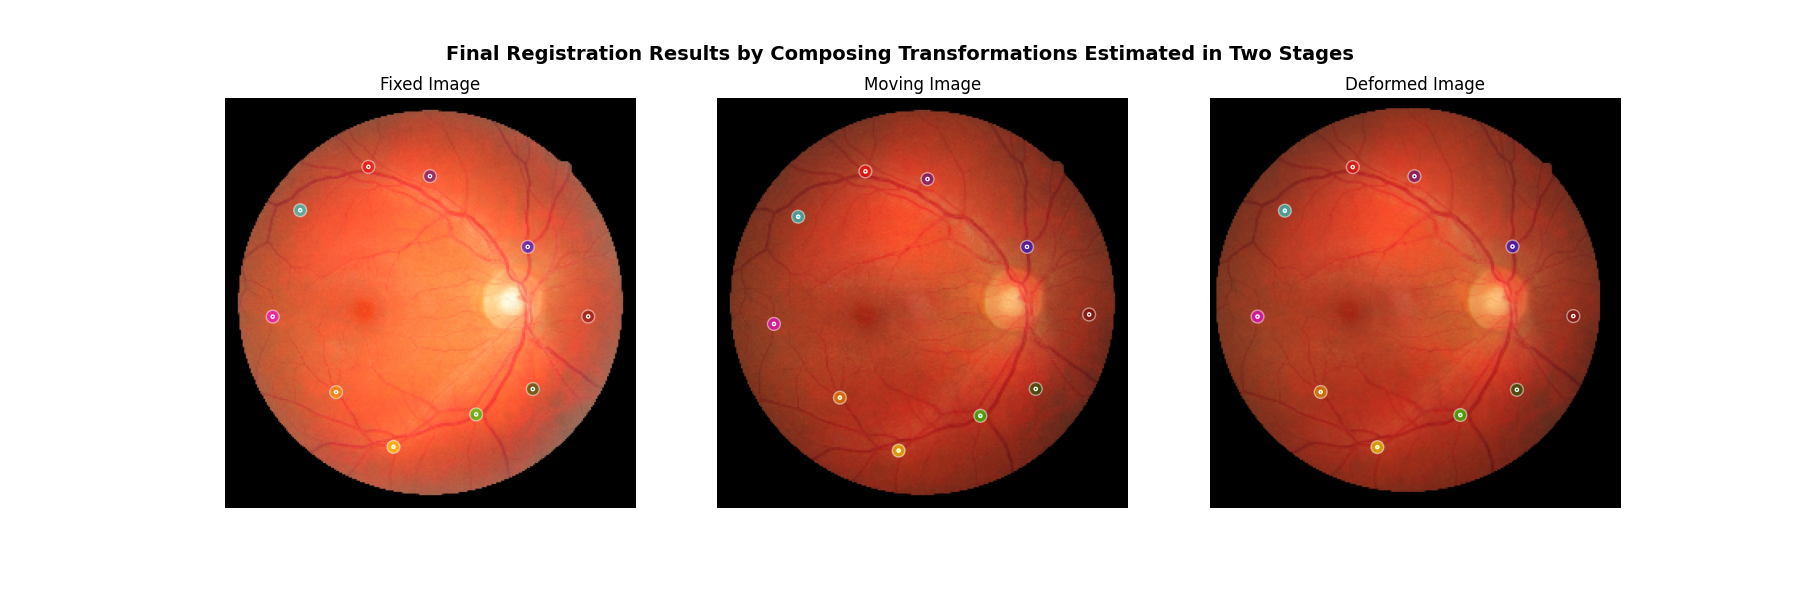 Final Registration Results by Composing Transformations Estimated in Two Stages
Fixed Image
Moving Image
Deformed Image